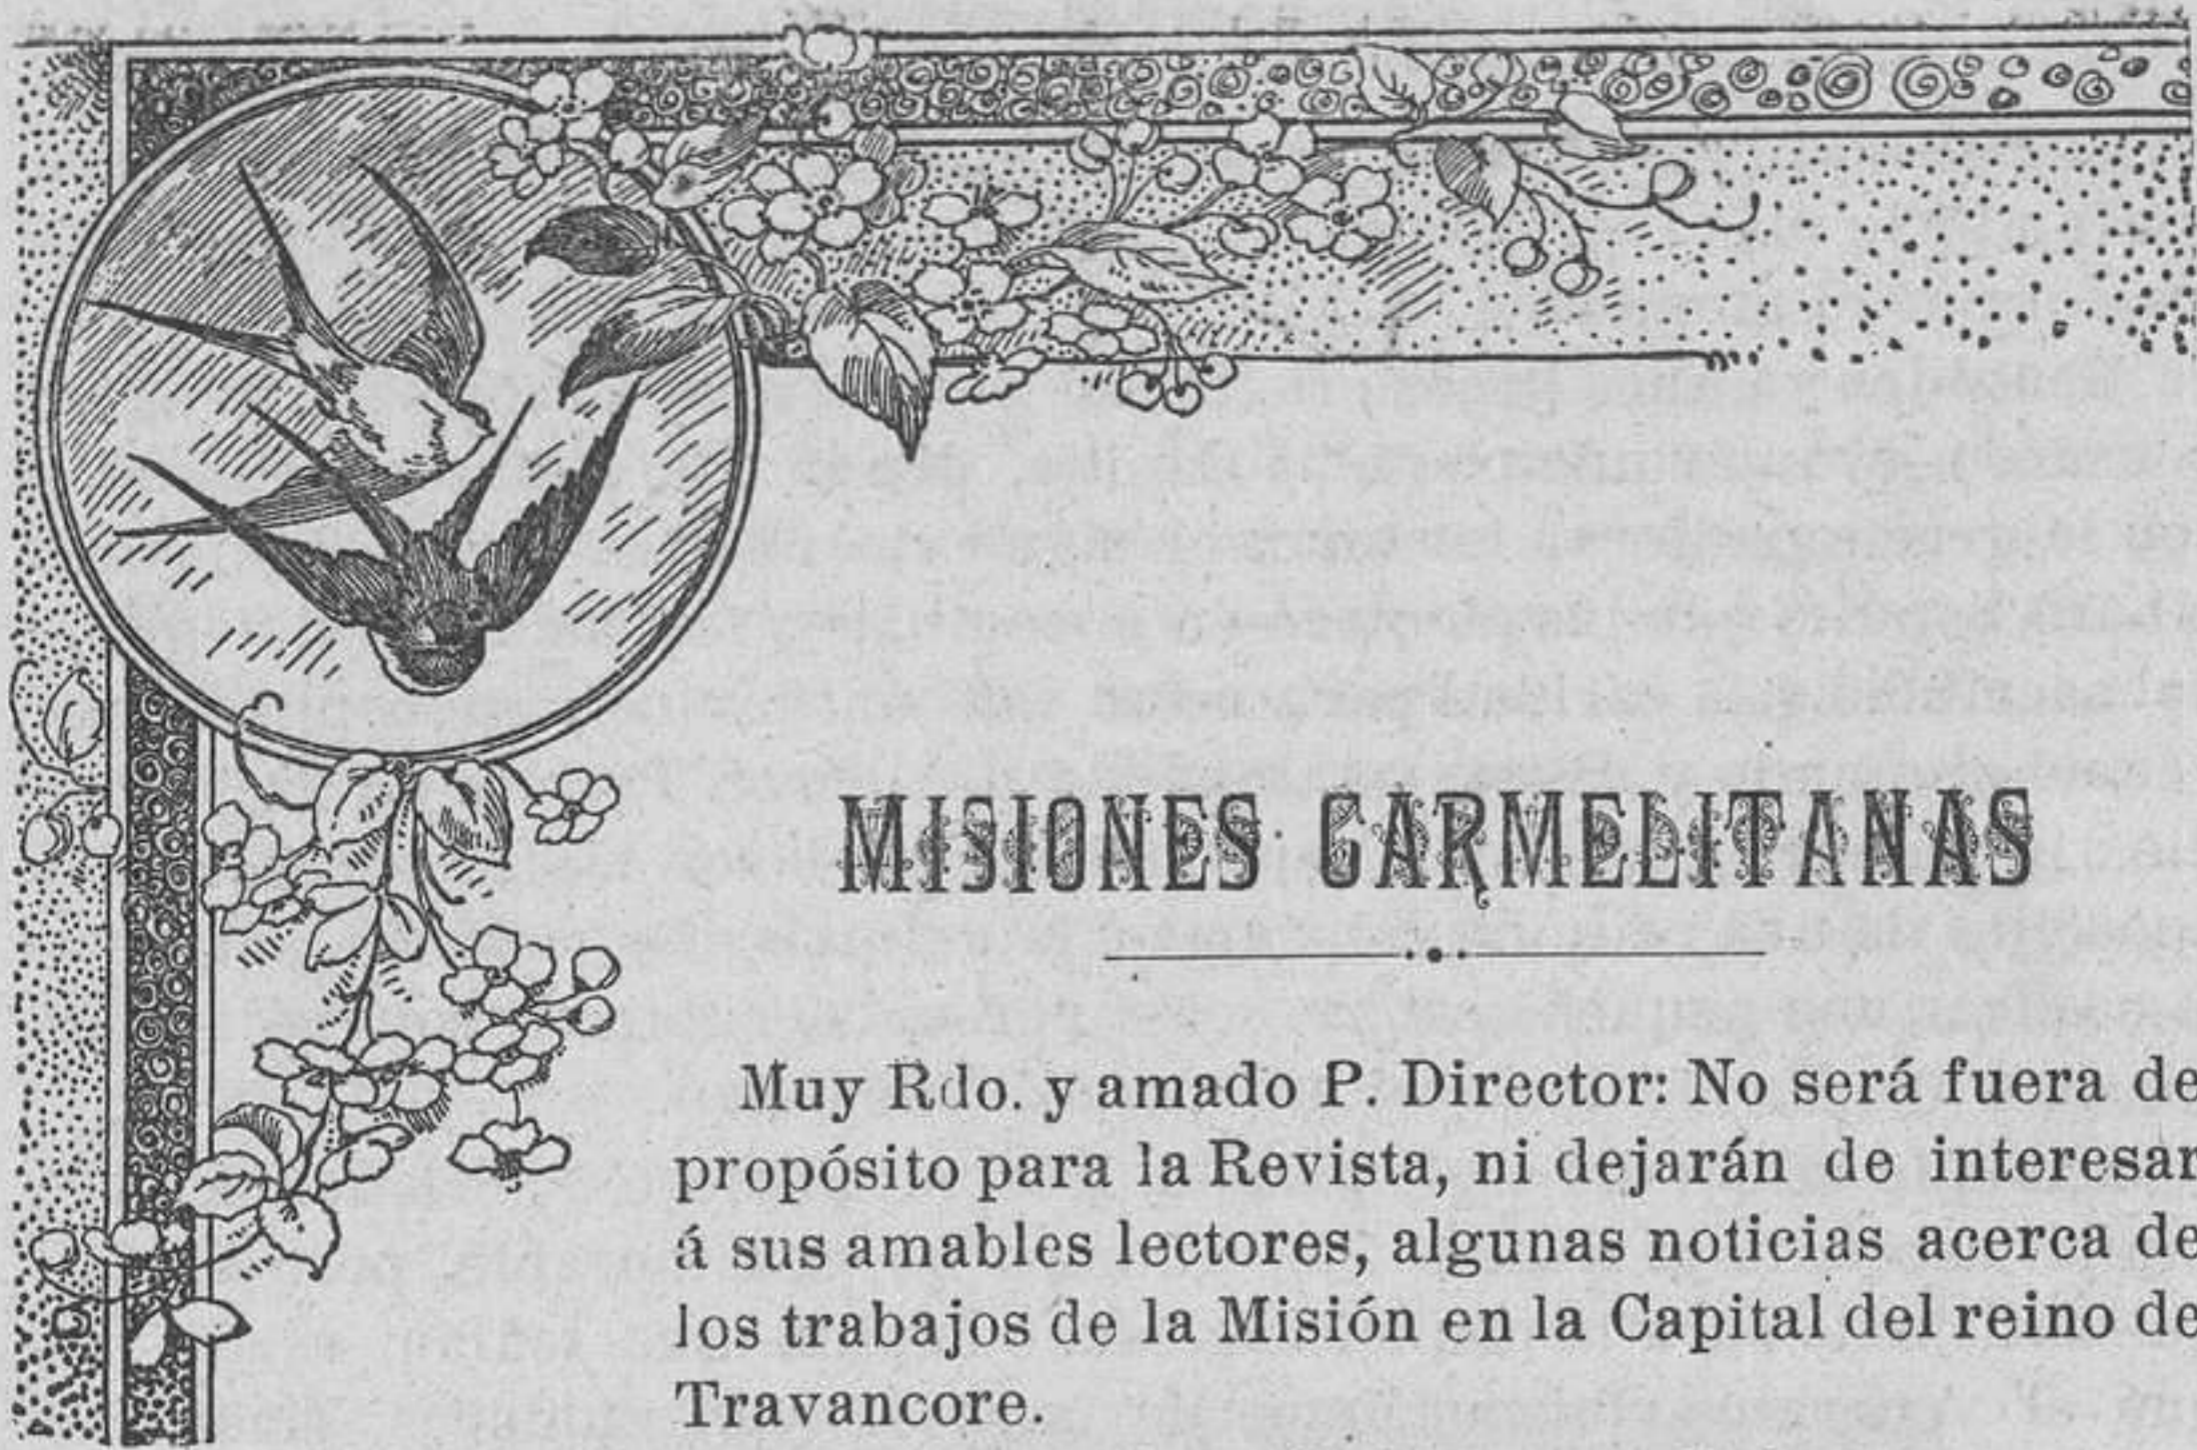 MISIONES CARMELITANAS
Muy Rdo. y amado P. Director: No será fuera de
propósito para la Revista, ni dejarán de interesar
á sus amables lectores, algunas noticias acerca de
los trabajos de la Misión en la Capital del reino de
Travancore.